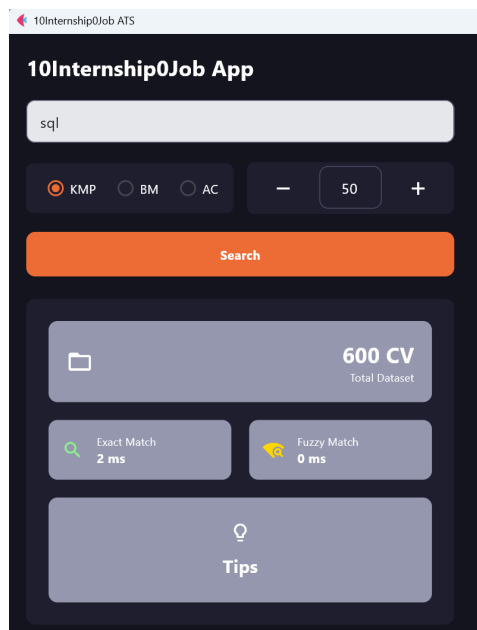 10Internship0Job ATS
10Internship0Job App
sql
KMP BM AC 50
Search
600 CV
Total Dataset
Exact Match
2 ms
Fuzzy Match
0 ms
Tips